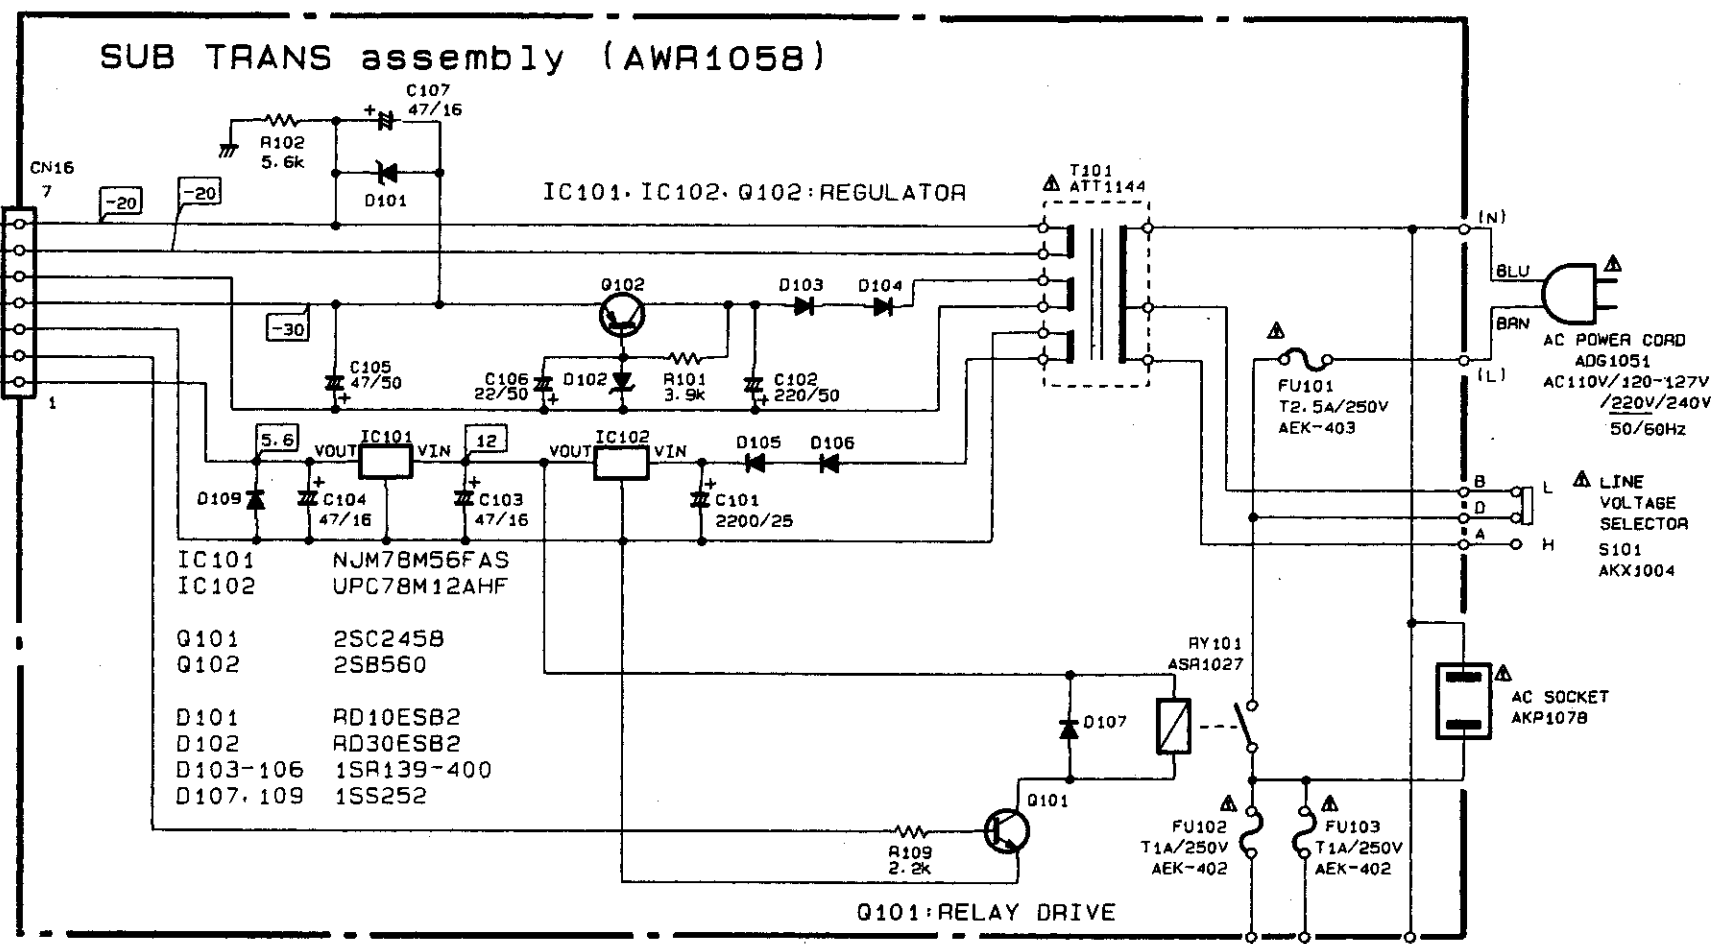 SUB TRANS assembly (AWR1058)
C107
47/16
+
R102
5.6k
D101
CN16
7
-20
-20
IC101, IC102, Q102:REGULATOR
T101
ATT1144
(N)
BLU
BRN
(L)
AC POWER CORD
ADG1051
AC110V/120-127V
/220V/240V
50/60Hz
Q102
D103
D104
-30
C105
47/50
+
C106
22/50
+
D102
R101
3.9k
C102
220/50
+
FU101
T2.5A/250V
AEK-403
1
5.6
VOUT
IC101
VIN
12
VOUT
IC102
VIN
D105
D106
D109
+
C104
47/16
+
C103
47/16
+
C101
2200/25
B
L
D
A
H
LINE
VOLTAGE
SELECTOR
S101
AKX1004
IC101 NJM78M56FAS
IC102 UPC78M12AHF
Q101 2SC2458
Q102 2SB560
D101 RD10ESB2
D102 RD30ESB2
D103-106 1SR139-400
D107, 109 1SS252
RY101
ASR1027
D107
AC SOCKET
AKP1078
Q101
R109
2.2k
FU102
T1A/250V
AEK-402
FU103
T1A/250V
AEK-402
Q101:RELAY DRIVE